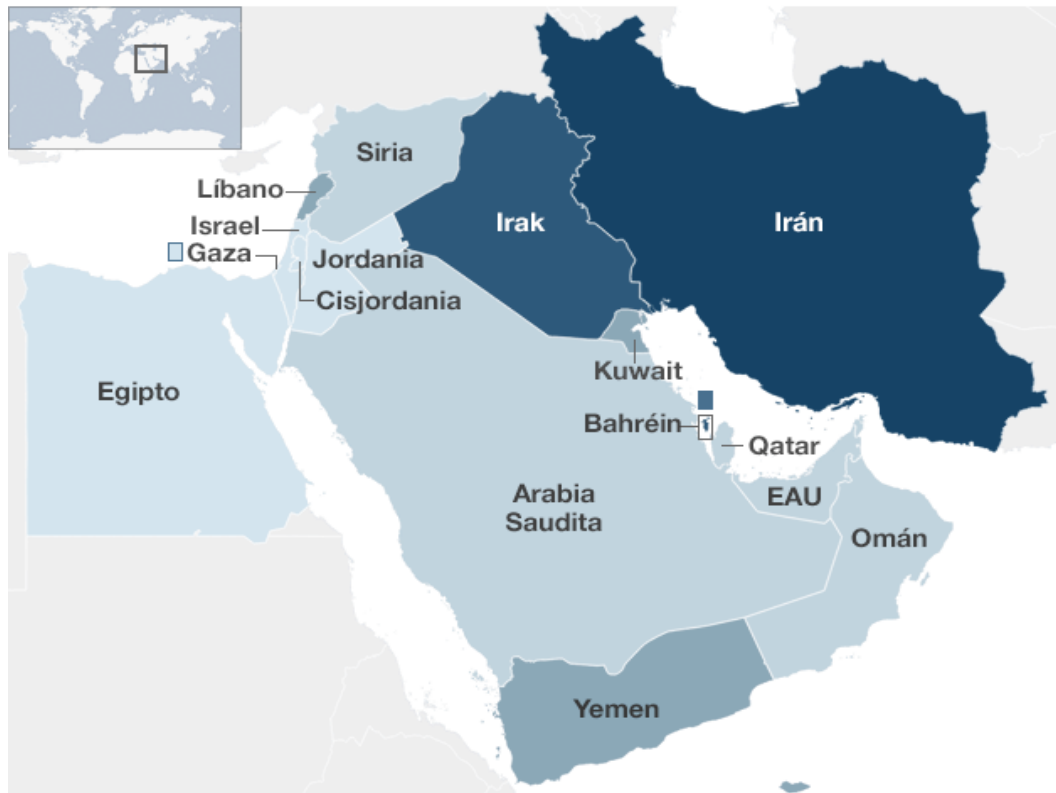 Siria
Líbano
Irak
Irán
Israel
Gaza
Jordania
Cisjordania
Kuwait
Egipto
Bahréin
Qatar
Arabia
Saudita
EAU
Omán
Yemen